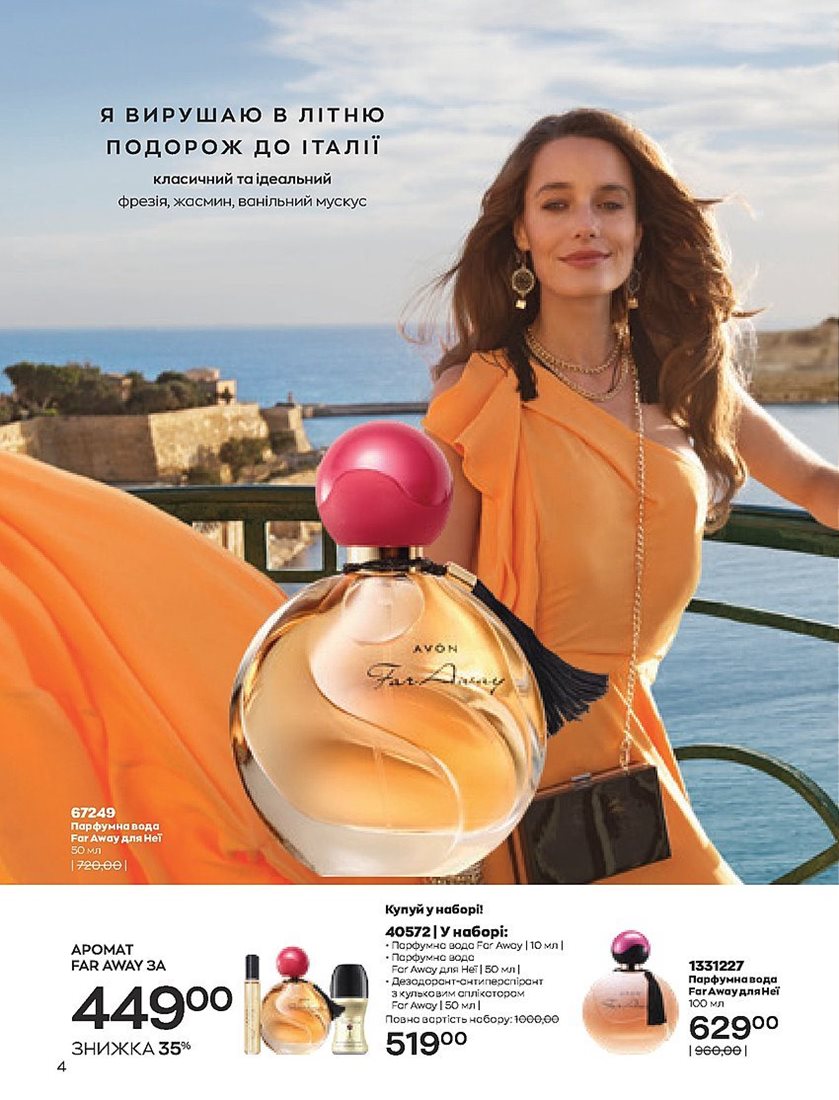 Я ВИРУШАЮ В ЛІТНЮ
ПОДОРОЖ ДО ІТАЛІЇ
класичний та ідеальний
фрезія, жасмин, ванільний мускус
AVON
Far Away
67249
Парфумна вода
Far Away для Неї
50 мл
|720,00|
АРОМАТ
FAR AWAY ЗА
449⁰⁰
ЗНИЖКА 35%
Купуй у наборі!
40572 | У наборі:
• Парфумна вода Far Away | 10 мл |
• Парфумна вода
Far Away для Неї | 50 мл |
• Дезодорант-антиперспірант
з кульковим аплікатором
Far Away | 50 мл |
Повна вартість набору: 1000,00
519⁰⁰
1331227
Парфумна вода
Far Away для Неї
100 мл
629⁰⁰
|960,00|
4